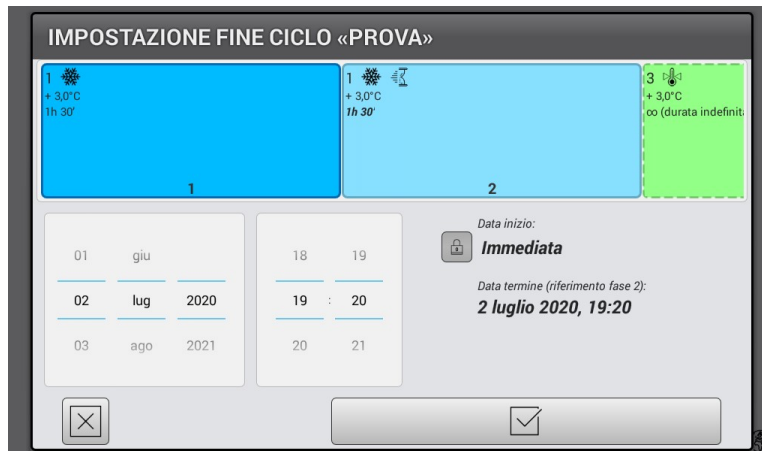 IMPOSTAZIONE FINE CICLO «PROVA»
1
+ 3,0°C
1h 30'
1
1
+ 3,0°C
1h 30'
2
3
+ 3,0°C
∞ (durata indefinit
01 giu
02 lug 2020
03 ago 2021
18 19
19 : 20
20 21
Data inizio:
Immediata
Data termine (riferimento fase 2):
2 luglio 2020, 19:20